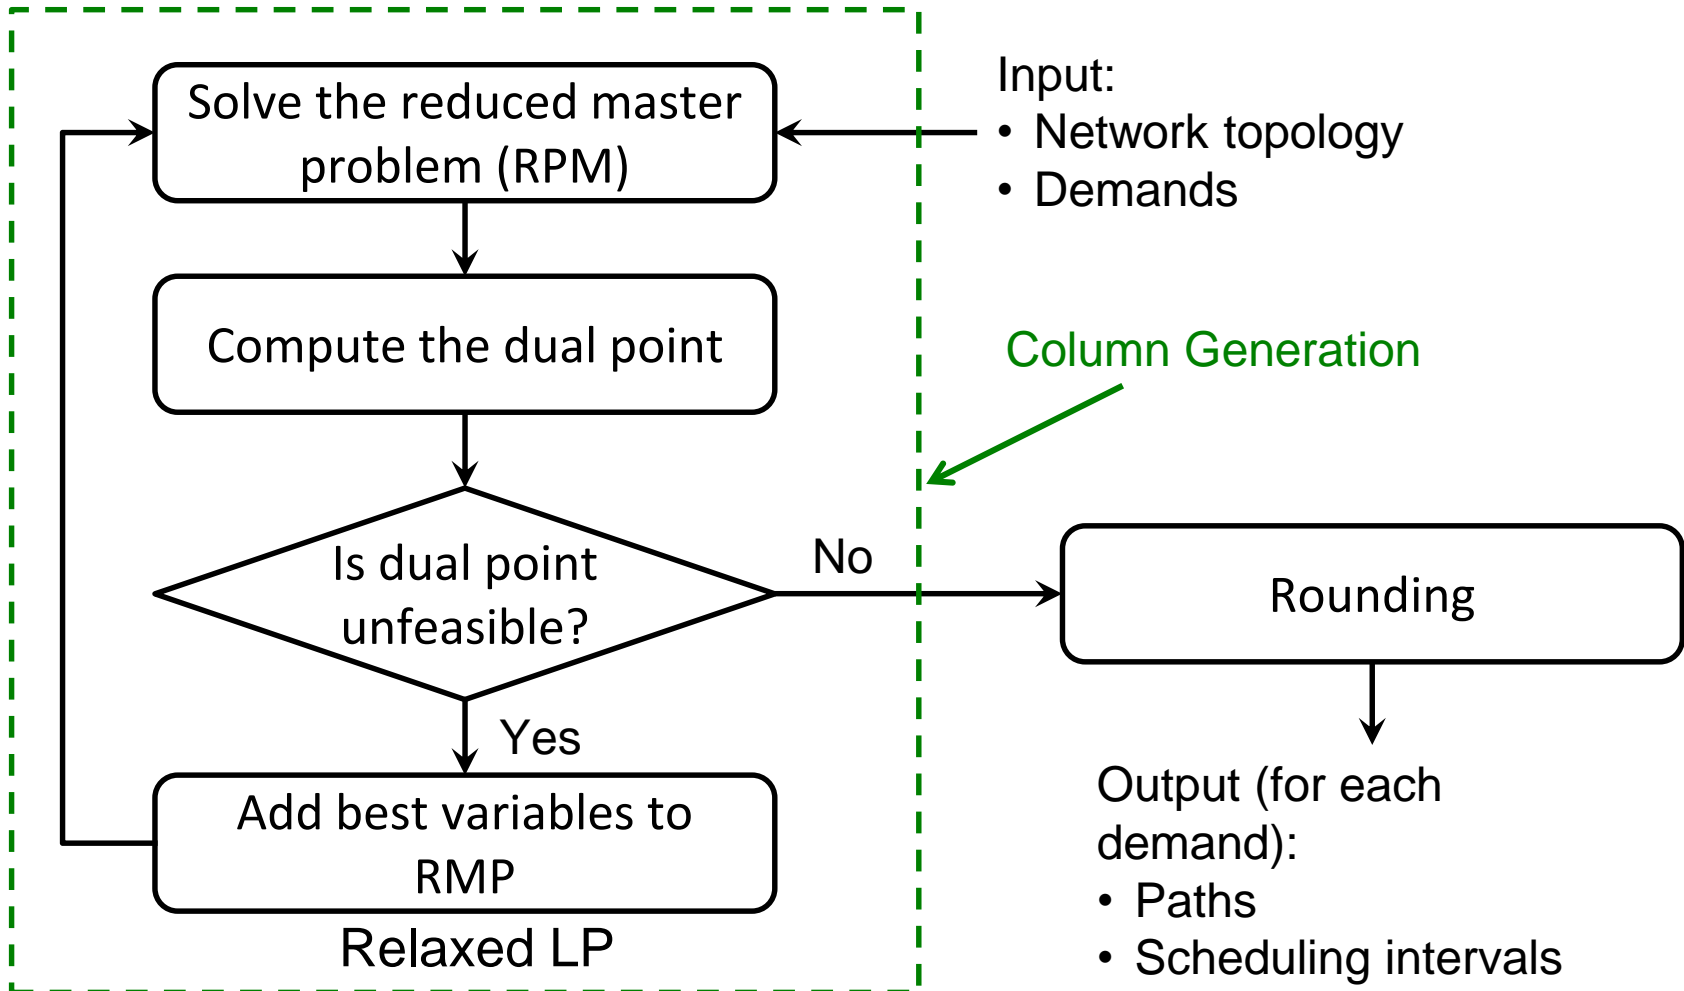 Solve the reduced master
problem (RPM)
Input:
• Network topology
• Demands
Compute the dual point
Column Generation
Is dual point
unfeasible?
No
Rounding
Yes
Add best variables to
RMP
Relaxed LP
Output (for each
demand):
• Paths
• Scheduling intervals